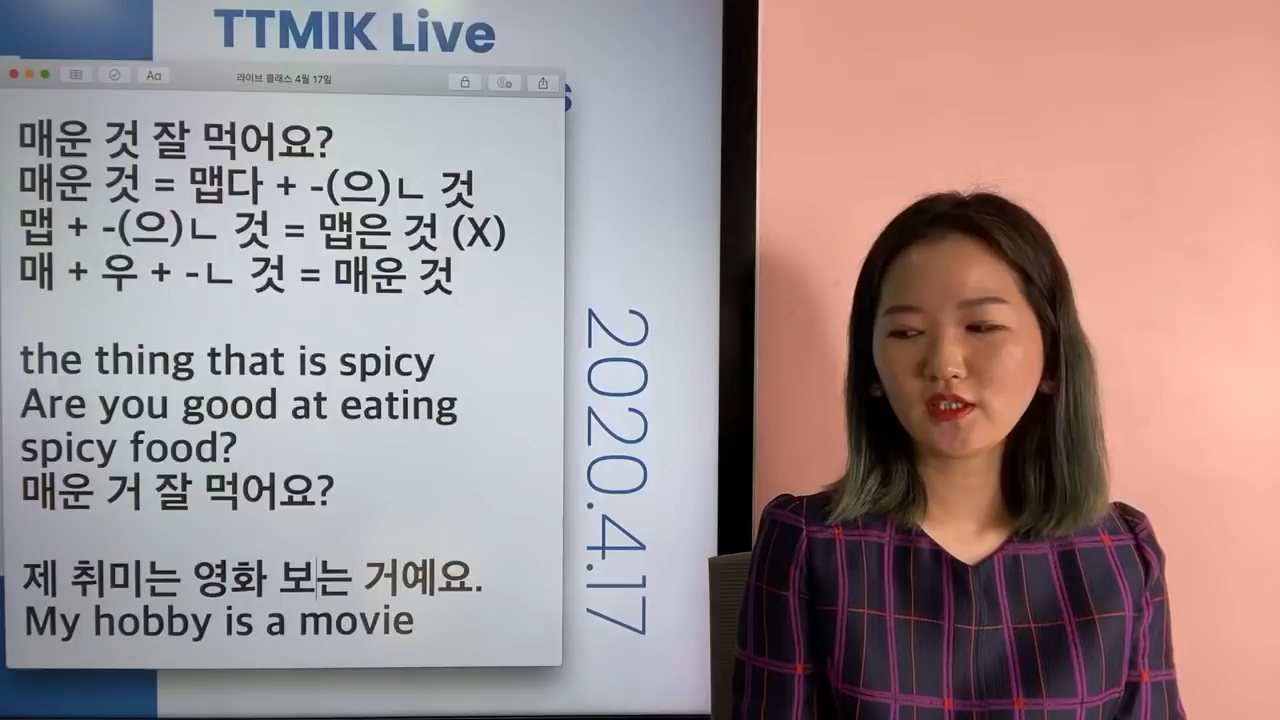 TTMIK Live
Aa
라이브 클래스 4월 17일
s
매운 것 잘 먹어요?
매운 것 = 맵다 + -(으)ㄴ 것
맵 + -(으)ㄴ 것 = 맵은 것 (X)
매 + 우 + -ㄴ 것 = 매운 것
the thing that is spicy
Are you good at eating
spicy food?
매운 거 잘 먹어요?
제 취미는 영화 보는 거예요.
My hobby is a movie
2020.4.17